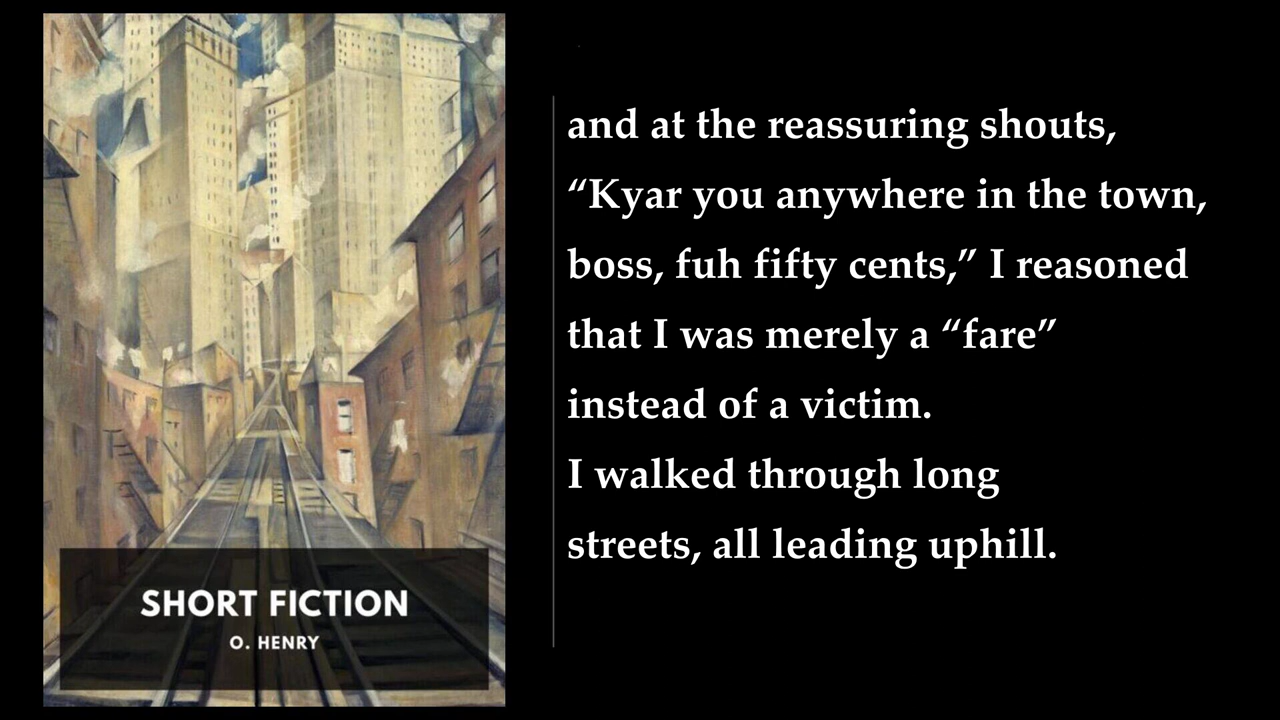 SHORT FICTION
O. HENRY
and at the reassuring shouts,
“Kyar you anywhere in the town,
boss, fuh fifty cents,” I reasoned
that I was merely a “fare”
instead of a victim.
I walked through long
streets, all leading uphill.